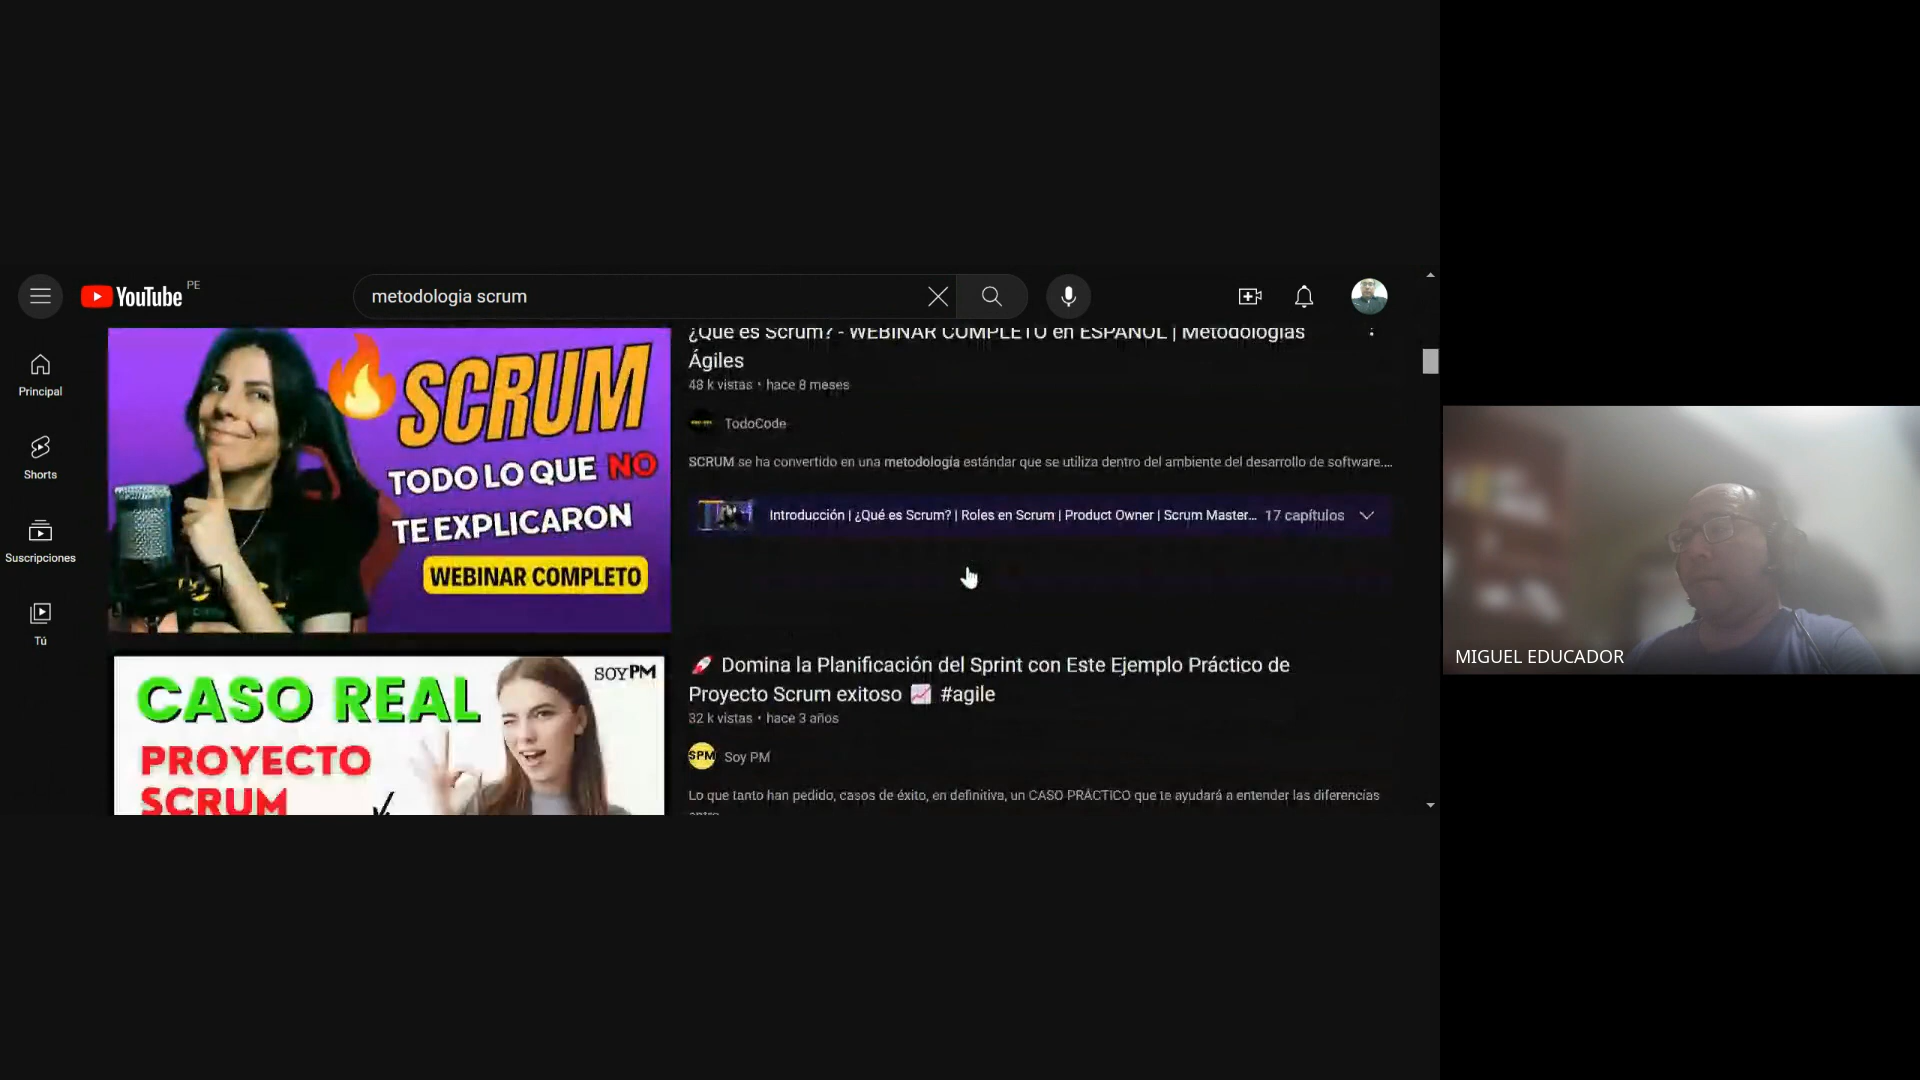 YouTube PE
metodologia scrum
Principal
Shorts
Suscripciones
Tú
SCRUM
TODO LO QUE NO
TE EXPLICARON
WEBINAR COMPLETO
¿Qué es Scrum? - WEBINAR COMPLETO en ESPAÑOL | Metodologías
Ágiles
48 k vistas • hace 8 meses
TodoCode
SCRUM se ha convertido en una metodología estándar que se utiliza dentro del ambiente del desarrollo de software....
Introducción | ¿Qué es Scrum? | Roles en Scrum | Product Owner | Scrum Master... 17 capítulos
SOYPM
CASO REAL
PROYECTO
SCRUM
🚀 Domina la Planificación del Sprint con Este Ejemplo Práctico de
Proyecto Scrum exitoso 📈 #agile
32 k vistas • hace 3 años
SPM
Soy PM
Lo que tanto han pedido, casos de éxito, en definitiva, un CASO PRÁCTICO que te ayudará a entender las diferencias
MIGUEL EDUCADOR